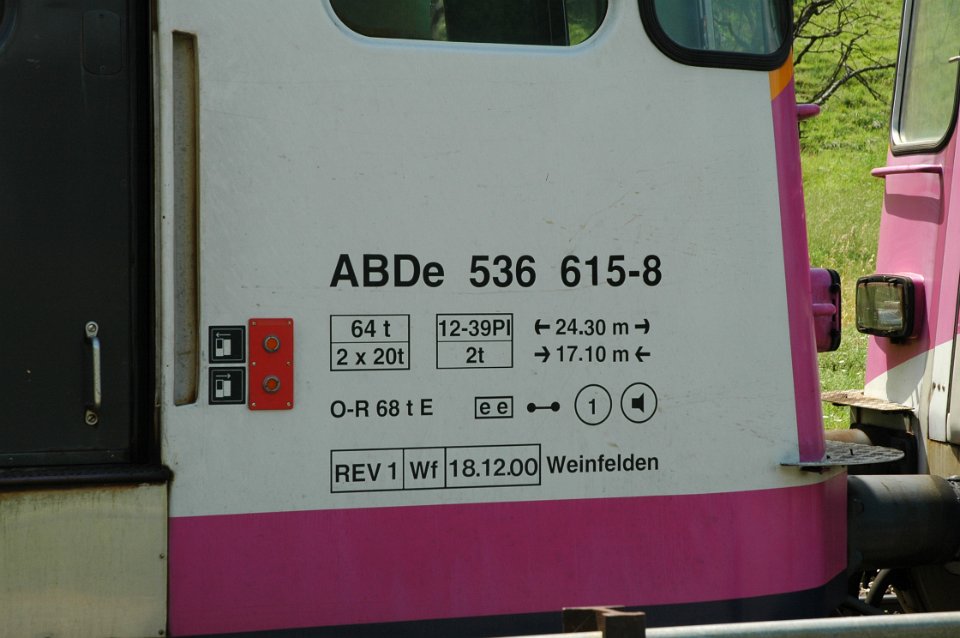 ABDe 536 615-8
64 t 12-39Pl ←24.30 m→
2 x 20t 2t →17.10 m←
O-R 68 t E e e 1
REV 1 Wf 18.12.00 Weinfelden